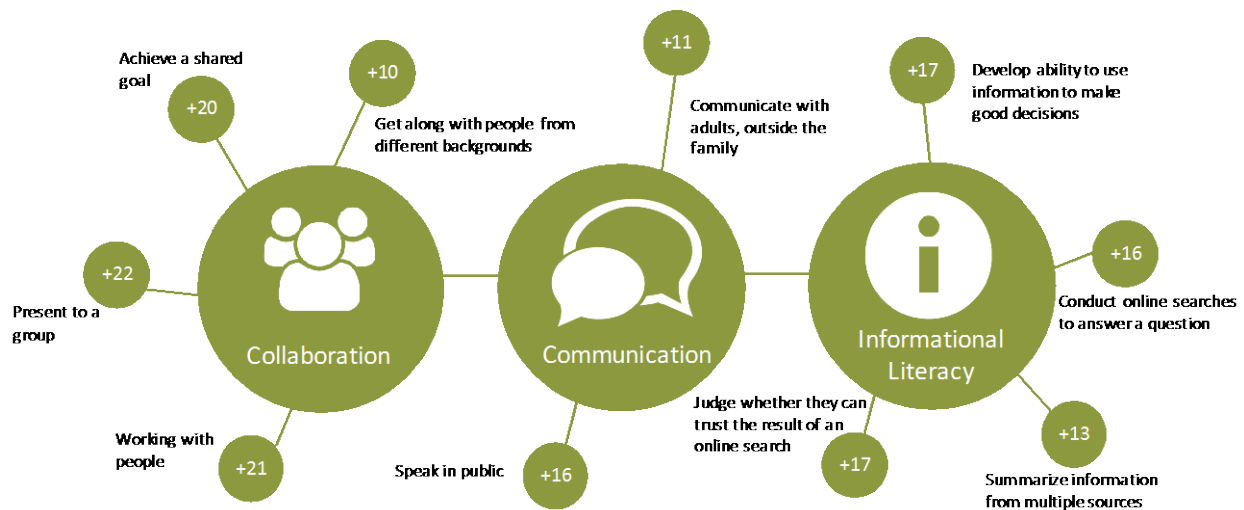 Achieve a shared
goal
+20
+10
Get along with people from
different backgrounds
+22
Present to a
group
Collaboration
Working with
people
+21
+11
Communicate with
adults, outside the
family
Communication
Speak in public
+16
+17
Develop ability to use
information to make
good decisions
+16
Conduct online searches
to answer a question
Informational
Literacy
Judge whether they can
trust the result of an
online search
+17
+13
Summarize information
from multiple sources